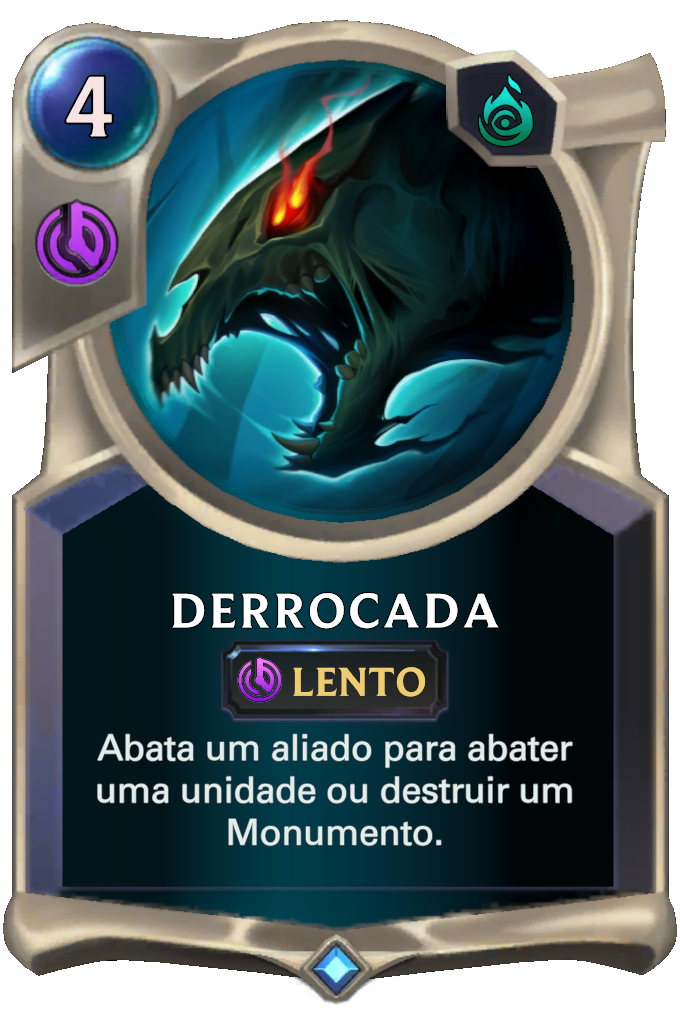 4
DERROCADA
LENTO
Abata um aliado para abater
uma unidade ou destruir um
Monumento.